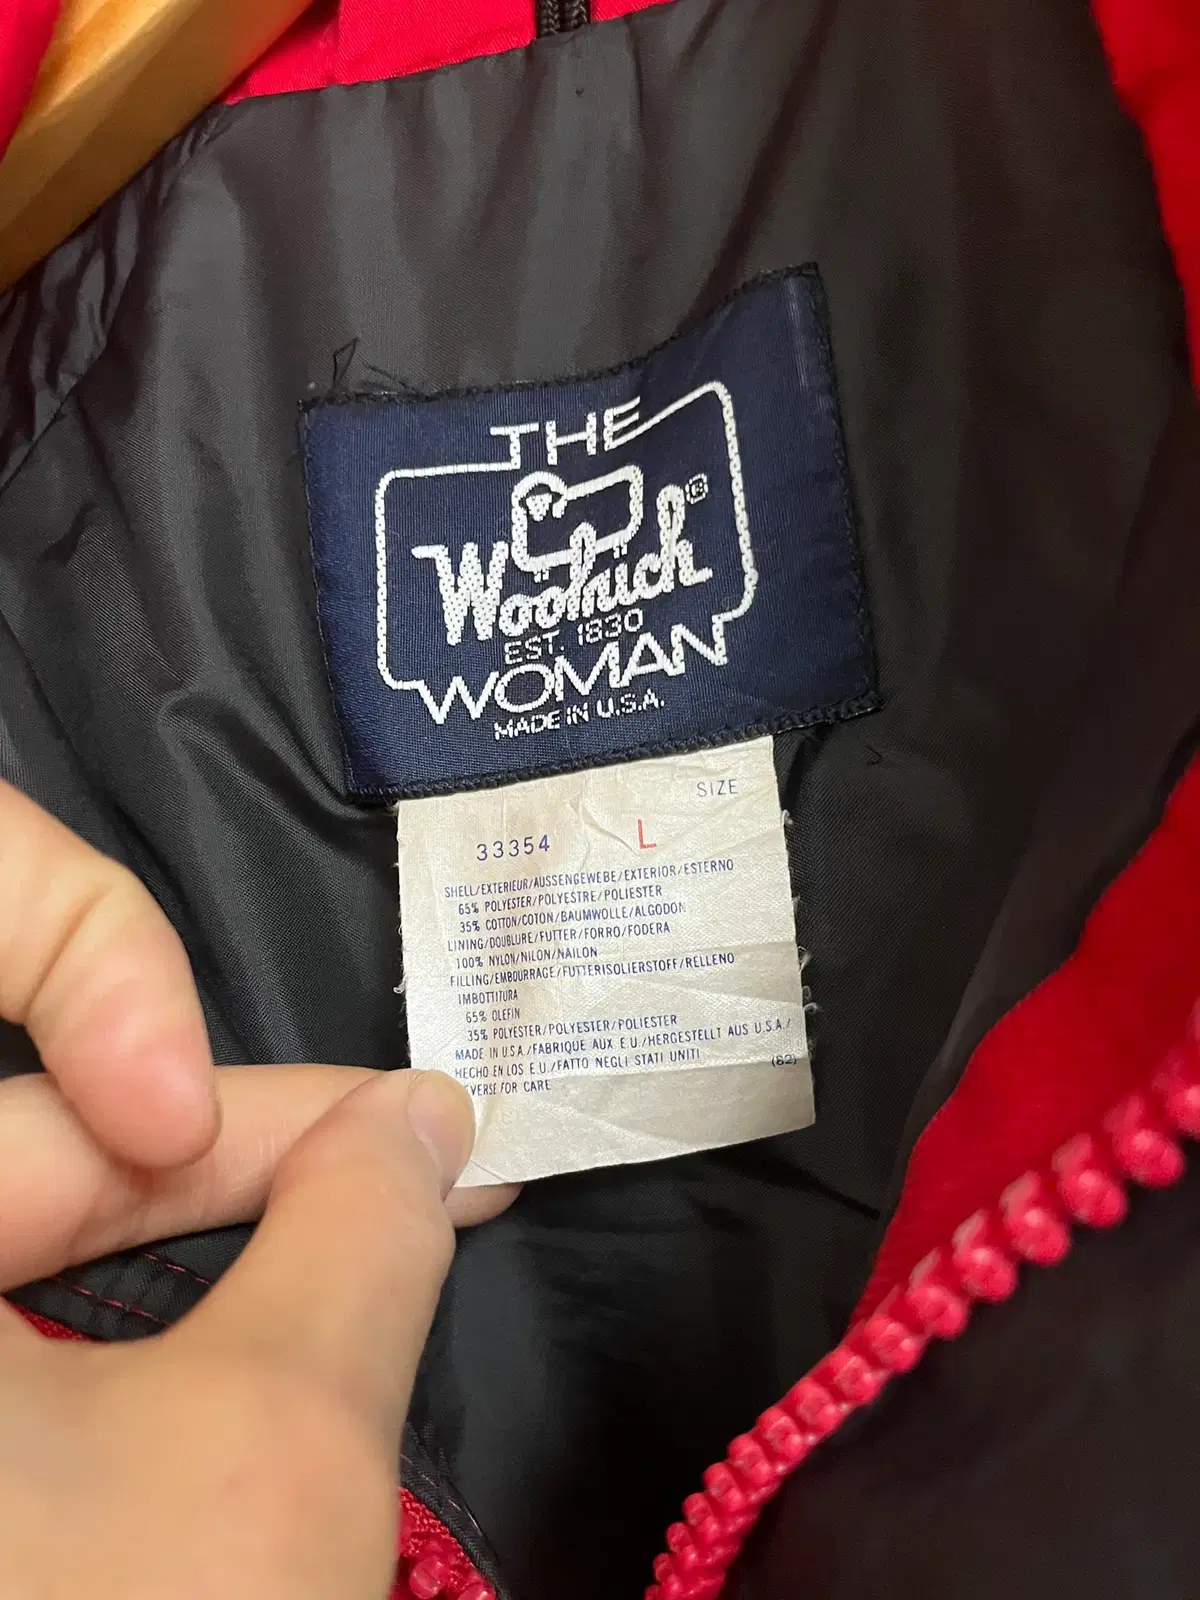 THE
Woolrich®
EST. 1830
WOMAN
MADE IN U.S.A.
SIZE
33354 L
SHELL/EXTERIEUR/AUSSENGEWEBE/EXTERIOR/ESTERNO
65% POLYESTER/POLYESTRE/POLIESTER
35% COTTON/COTON/BAUMWOLLE/ALGODON
LINING/DOUBLURE/FUTTER/FORRO/FODERA
100% NYLON/NILON/NAILON
FILLING/EMBOURRAGE/FUTTERISOLIERSTOFF/RELLENO
IMBOTTITURA
65% OLEFIN
35% POLYESTER/POLYESTER/POLIESTER
MADE IN U.S.A./FABRIQUE AUX E.U./HERGESTELLT AUS U.S.A./
HECHO EN LOS E.U./FATTO NEGLI STATI UNITI (82)
EVERSE FOR CARE